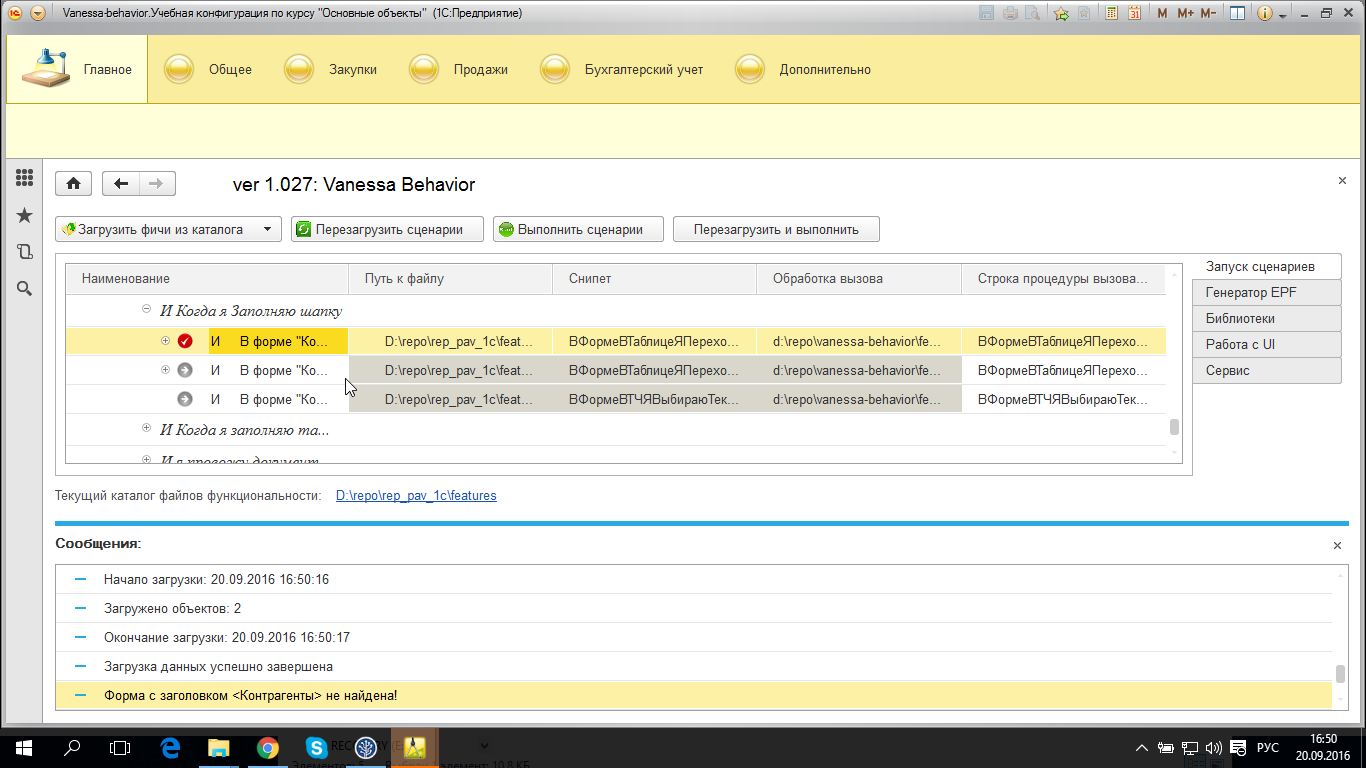 Vanessa-behavior.Учебная конфигурация по курсу "Основные объекты" (1С:Предприятие)
M M+ M-
Главное Общее Закупки Продажи Бухгалтерский учет Дополнительно
ver 1.027: Vanessa Behavior
Загрузить фичи из каталога Перезагрузить сценарии Выполнить сценарии Перезагрузить и выполнить
Наименование Путь к файлу Снипет Обработка вызова Строка процедуры вызова...
И Когда я Заполняю шапку
И В форме "Ко... D:\repo\rep_pav_1c\feat... ВФормеВТаблицеЯПерехо... d:\repo\vanessa-behavior\fe... ВФормеВТаблицеЯПерехо...
И В форме "Ко... D:\repo\rep_pav_1c\feat... ВФормеВТаблицеЯПерехо... d:\repo\vanessa-behavior\fe... ВФормеВТаблицеЯПерехо...
И В форме "Ко... D:\repo\rep_pav_1c\feat... ВФормеВТЧЯВыбираюТек... d:\repo\vanessa-behavior\fe... ВФормеВТЧЯВыбираюТек...
И Когда я заполняю та...
И я провожу документ
Запуск сценариев
Генератор EPF
Библиотеки
Работа с UI
Сервис
Текущий каталог файлов функциональности: D:\repo\rep_pav_1c\features
Сообщения:
Начало загрузки: 20.09.2016 16:50:16
Загружено объектов: 2
Окончание загрузки: 20.09.2016 16:50:17
Загрузка данных успешно завершена
Форма с заголовком <Контрагенты> не найдена!
РУС
16:50
20.09.2016